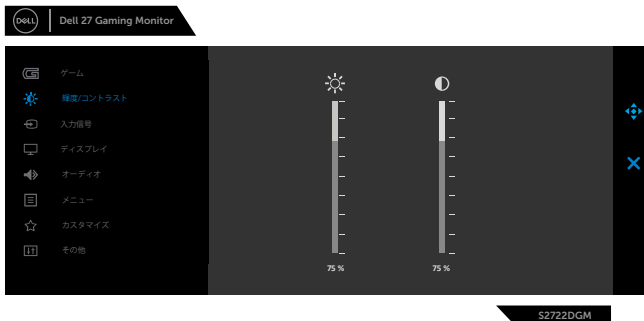 DELL
Dell 27 Gaming Monitor
ゲーム
輝度/コントラスト
入力信号
ディスプレイ
オーディオ
メニュー
カスタマイズ
その他
75 %
75 %
S2722DGM